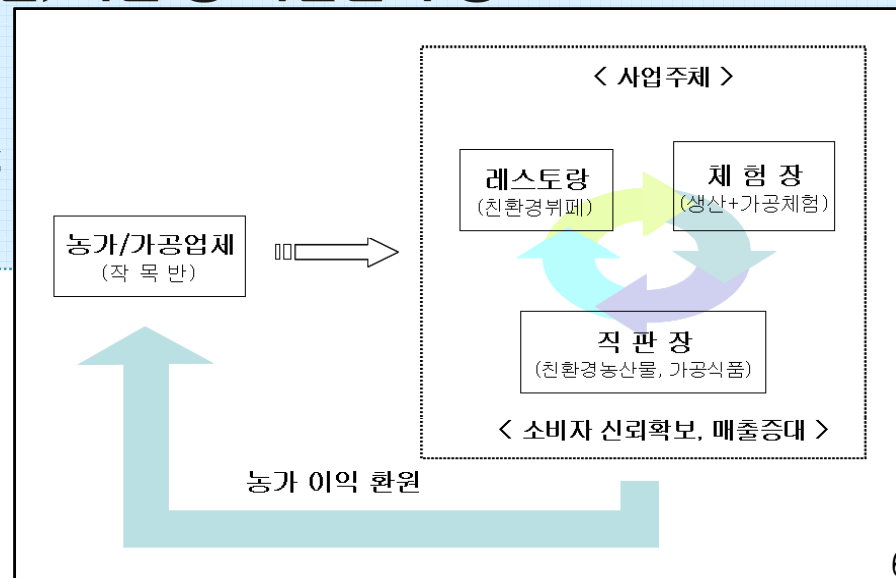 < 사업주체 >
레스토랑
(친환경뷔페)
체 험 장
(생산+가공체험)
농가/가공업체
(작 목 반)
직 판 장
(친환경농산물, 가공식품)
< 소비자 신뢰확보, 매출증대 >
농가 이익 환원